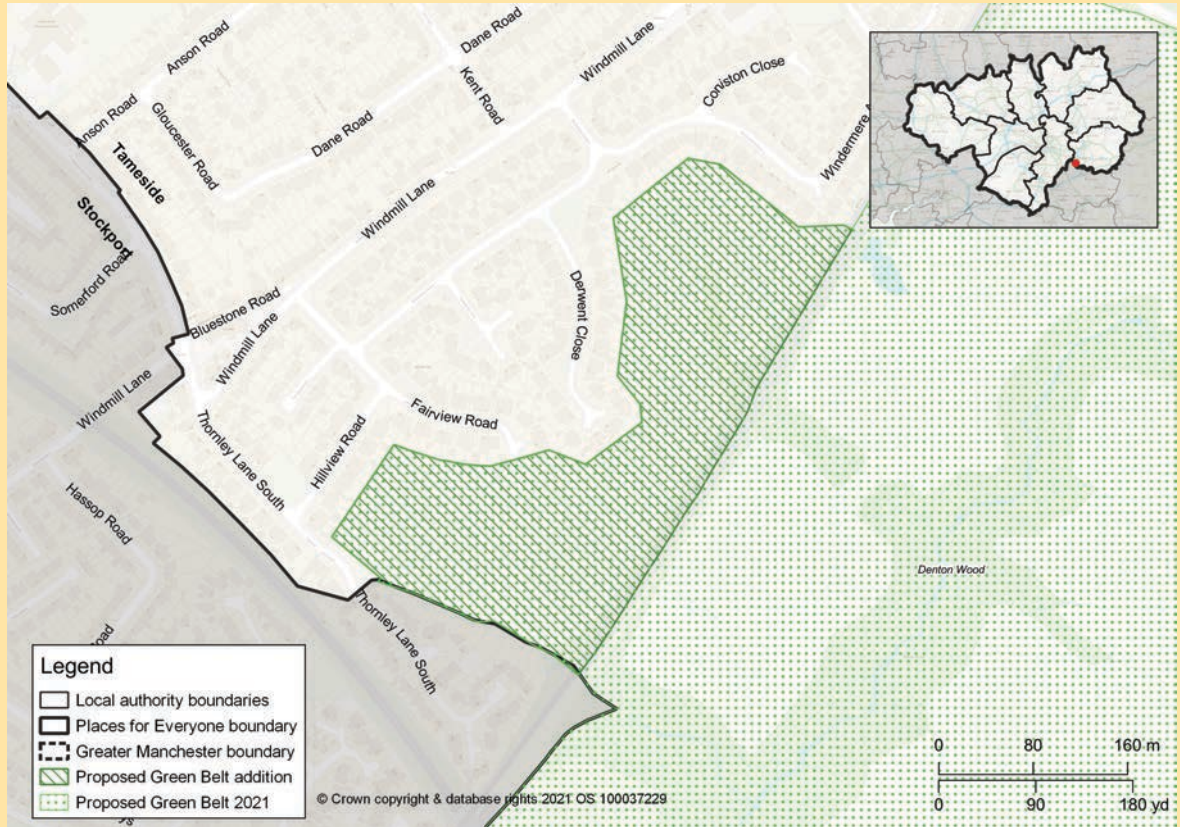 Anson Road
Dane Road
Windmill Lane
Kent Road
Coniston Close
Anson Road
Gloucester Road
Dane Road
Tameside
Stockport
Windmill Lane
Somerford Road
Bluestone Road
Windmill Lane
Derwent Close
Windmill Lane
Thornley Lane South
Hillview Road
Fairview Road
Hassop Road
Denton Wood
Thornley Lane South
Legend
Local authority boundaries
Places for Everyone boundary
Greater Manchester boundary
Proposed Green Belt addition
Proposed Green Belt 2021
© Crown copyright & database rights 2021 OS 100037229
0 80 160 m
0 90 180 yd
Windermere